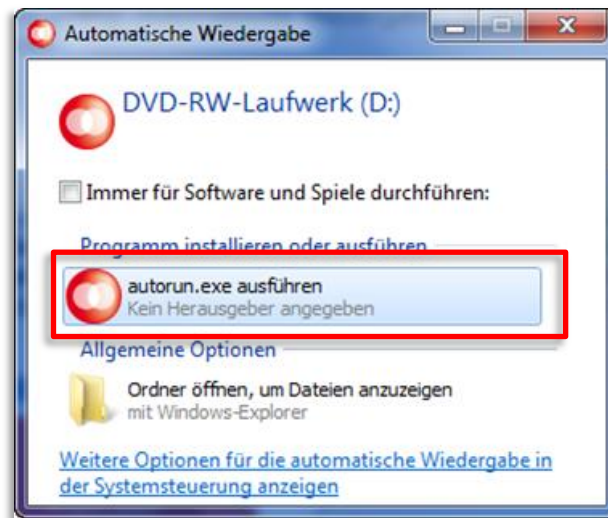 Automatische Wiedergabe
DVD-RW-Laufwerk (D:)
Immer für Software und Spiele durchführen:
Programm installieren oder ausführen
autorun.exe ausführen
Kein Herausgeber angegeben
Allgemeine Optionen
Ordner öffnen, um Dateien anzuzeigen
mit Windows-Explorer
Weitere Optionen für die automatische Wiedergabe in
der Systemsteuerung anzeigen